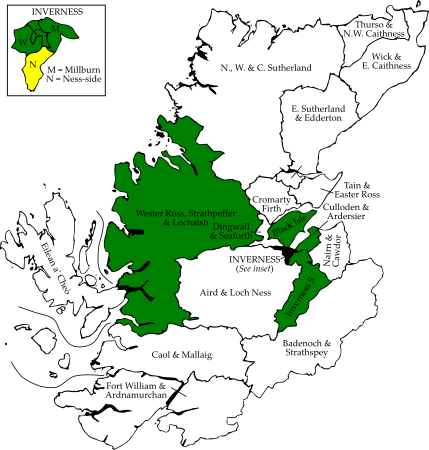 INVERNESS
W
M
N
M = Millburn
N = Ness-side
Thurso &
N.W. Caithness
Wick &
E. Caithness
N., W. & C. Sutherland
E. Sutherland
& Edderton
Tain &
Easter Ross
Cromarty
Firth
Culloden &
Ardersier
Wester Ross, Strathpeffer
& Lochalsh
Dingwall
& Seaforth
Black Isle
Nairn &
Cawdor
INVERNESS
(See inset)
Eilean a' Cheò
Aird & Loch Ness
Inverness S.
Badenoch &
Strathspey
Caol & Mallaig
Fort William &
Ardnamurchan